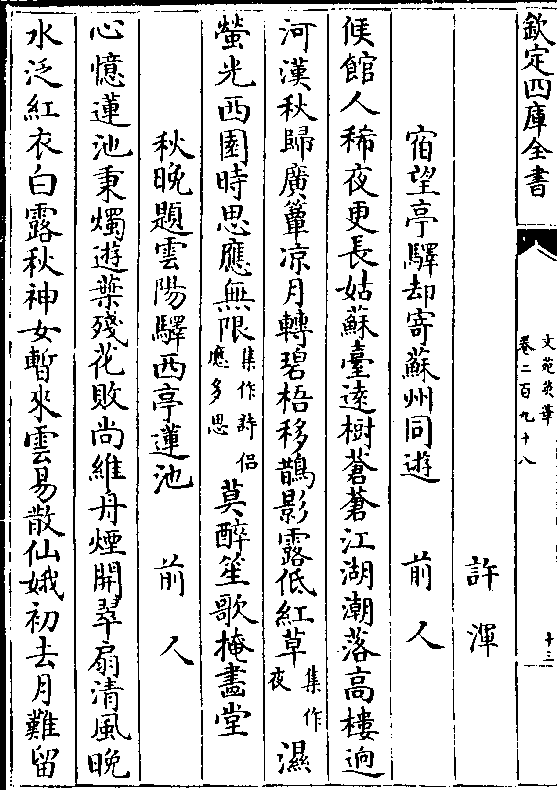 欽定四庫全書
文苑英華
卷二百九十八
十三
許渾
宿望亭驛却寄蘇州同遊 前人
候館人稀夜更長姑蘇臺遠樹蒼蒼江湖潮落高樓迥
河漢秋歸廣簟凉月轉碧梧移鵲影露低紅草集作夜濕
螢光西園時思應無限集作詩侣應多思莫醉笙歌掩畵堂
秋晚題雲陽驛西亭蓮池 前人
心憶蓮池秉燭遊葉殘花敗尚維舟煙開翠扇清風晚
水泛紅衣白露秋神女暫來雲易散仙娥初去月難留